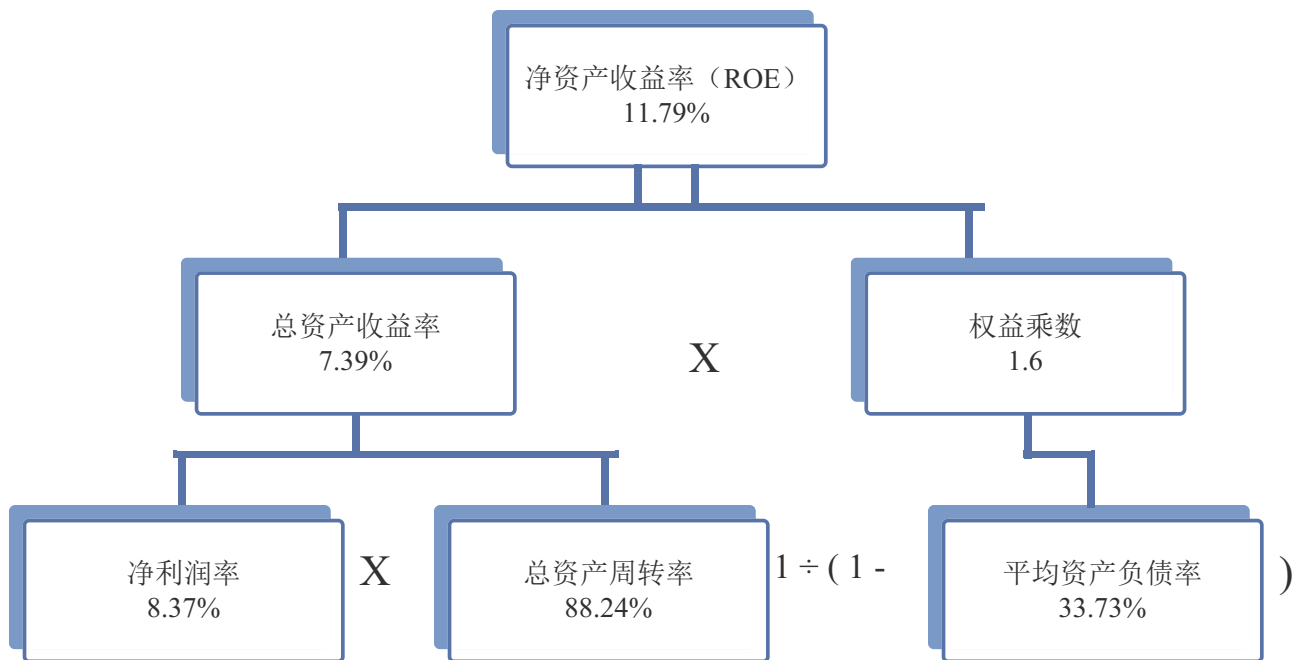 净资产收益率（ROE）
11.79%
总资产收益率
7.39%
X
权益乘数
1.6
净利润率
8.37%
X
总资产周转率
88.24%
1 ÷ ( 1 -
平均资产负债率
33.73%
)